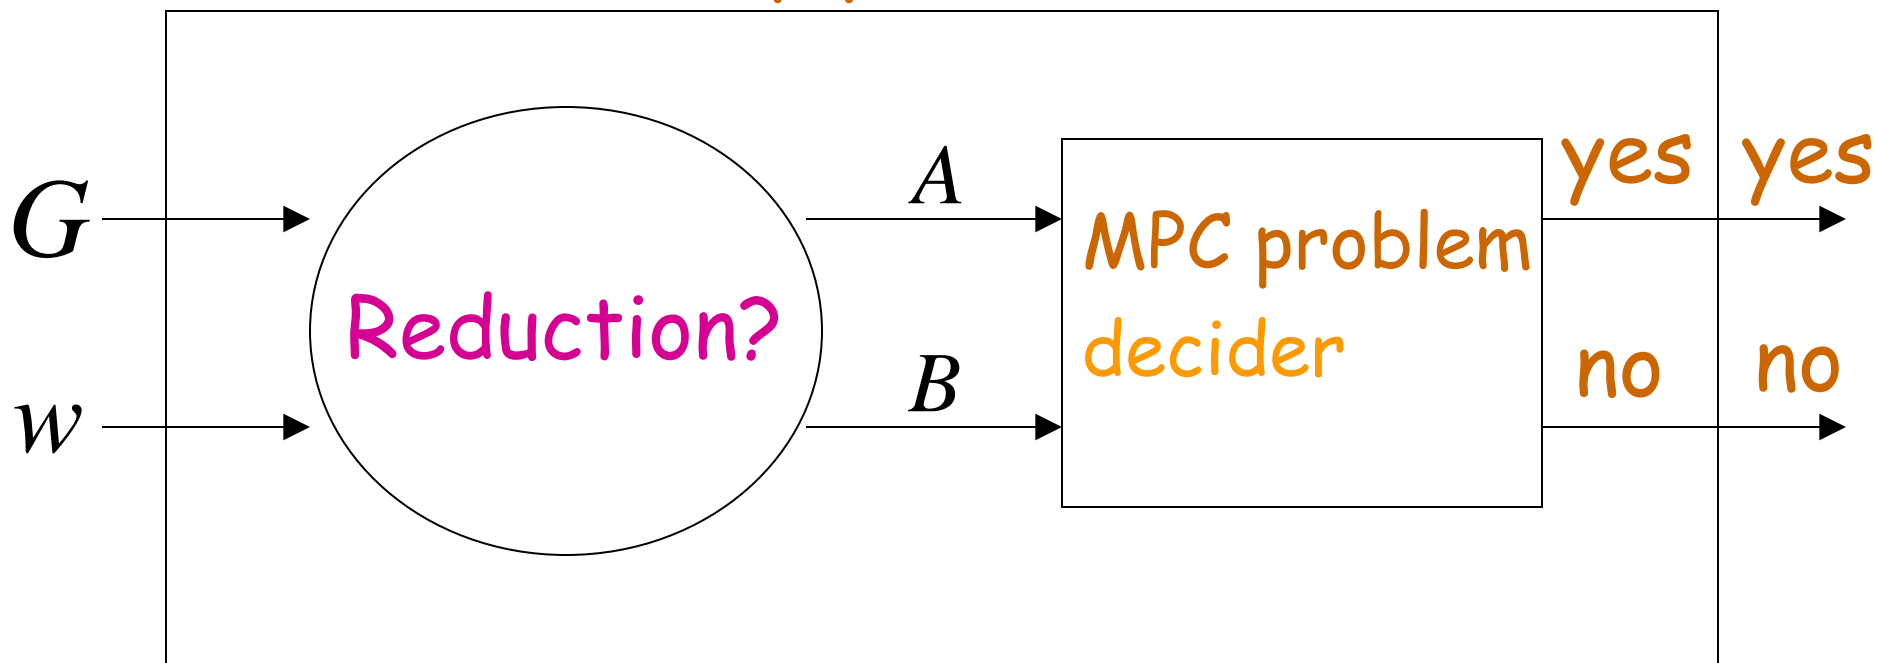 G
w
Reduction?
A
B
MPC problem
decider
yes yes
no no